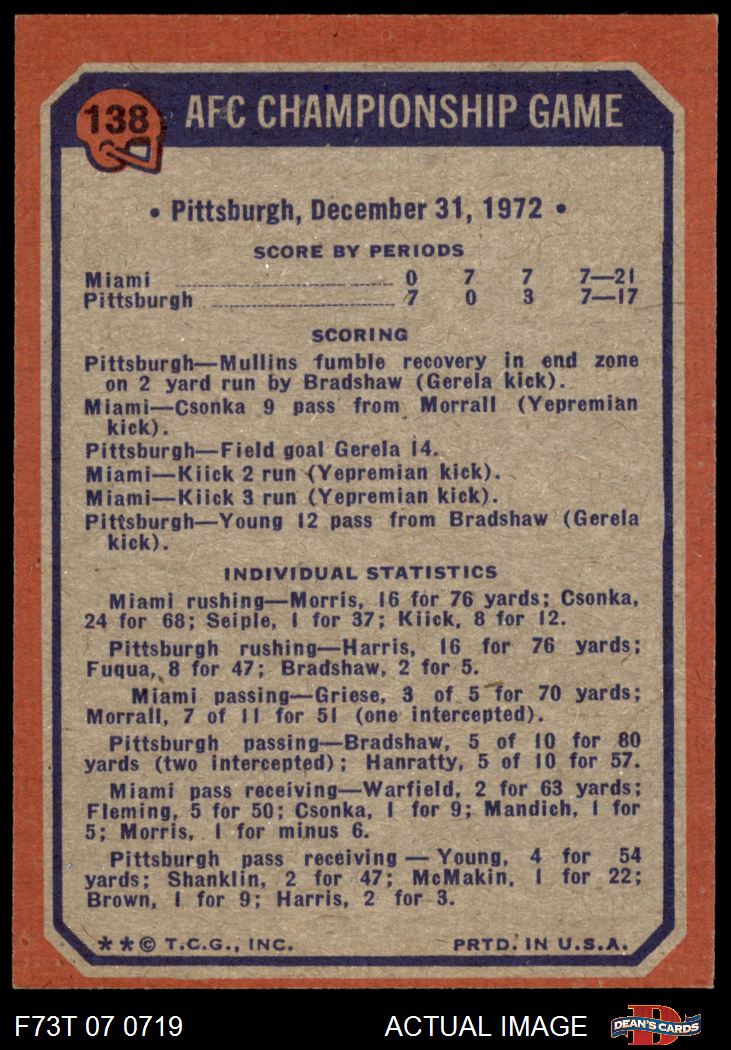 138
AFC CHAMPIONSHIP GAME
• Pittsburgh, December 31, 1972 •
SCORE BY PERIODS
Miami ........................ 0 7 7 7—21
Pittsburgh ........................ 7 0 3 7—17
SCORING
Pittsburgh—Mullins fumble recovery in end zone
on 2 yard run by Bradshaw (Gerela kick).
Miami—Csonka 9 pass from Morrall (Yepremian
kick).
Pittsburgh—Field goal Gerela 14.
Miami—Kiick 2 run (Yepremian kick).
Miami—Kiick 3 run (Yepremian kick).
Pittsburgh—Young 12 pass from Bradshaw (Gerela
kick).
INDIVIDUAL STATISTICS
Miami rushing—Morris, 16 for 76 yards; Csonka,
24 for 68; Seiple, 1 for 37; Kiick, 8 for 12.
Pittsburgh rushing—Harris, 16 for 76 yards;
Fuqua, 8 for 47; Bradshaw, 2 for 5.
Miami passing—Griese, 3 of 5 for 70 yards;
Morrall, 7 of 11 for 51 (one intercepted).
Pittsburgh passing—Bradshaw, 5 of 10 for 80
yards (two intercepted); Hanratty, 5 of 10 for 57.
Miami pass receiving—Warfield, 2 for 63 yards;
Fleming, 5 for 50; Csonka, 1 for 9; Mandich, 1 for
5; Morris, 1 for minus 6.
Pittsburgh pass receiving — Young, 4 for 54
yards; Shanklin, 2 for 47; McMakin, 1 for 22;
Brown, 1 for 9; Harris, 2 for 3.
**© T.C.G., INC. PRTD. IN U.S.A.
F73T 07 0719 ACTUAL IMAGE D DEAN'S CARDS